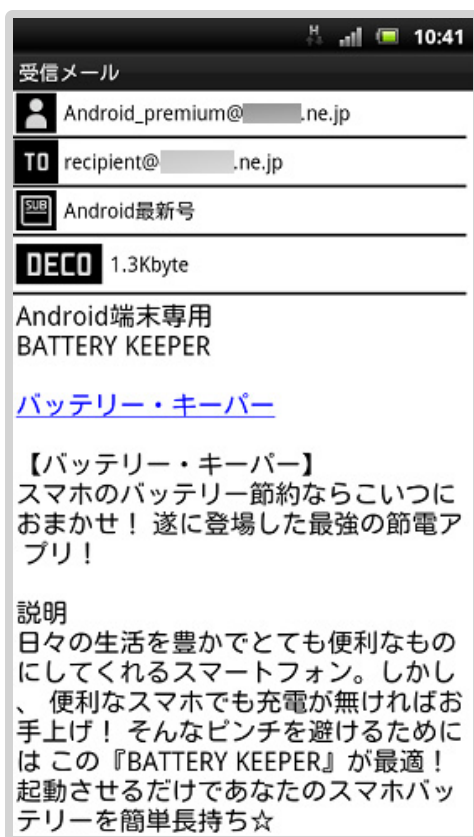 H
10:41
受信メール
Android_premium@ .ne.jp
TO recipient@ .ne.jp
SUB Android最新号
DECO 1.3Kbyte
Android端末専用
BATTERY KEEPER
バッテリー・キーパー
【バッテリー・キーパー】
スマホのバッテリー節約ならこいつに
おまかせ！ 遂に登場した最強の節電ア
プリ！
説明
日々の生活を豊かでとても便利なもの
にしてくれるスマートフォン。しかし
、 便利なスマホでも充電が無ければお
手上げ！ そんなピンチを避けるために
は この『BATTERY KEEPER』が最適！
起動させるだけであなたのスマホバッ
テリーを簡単長持ち☆